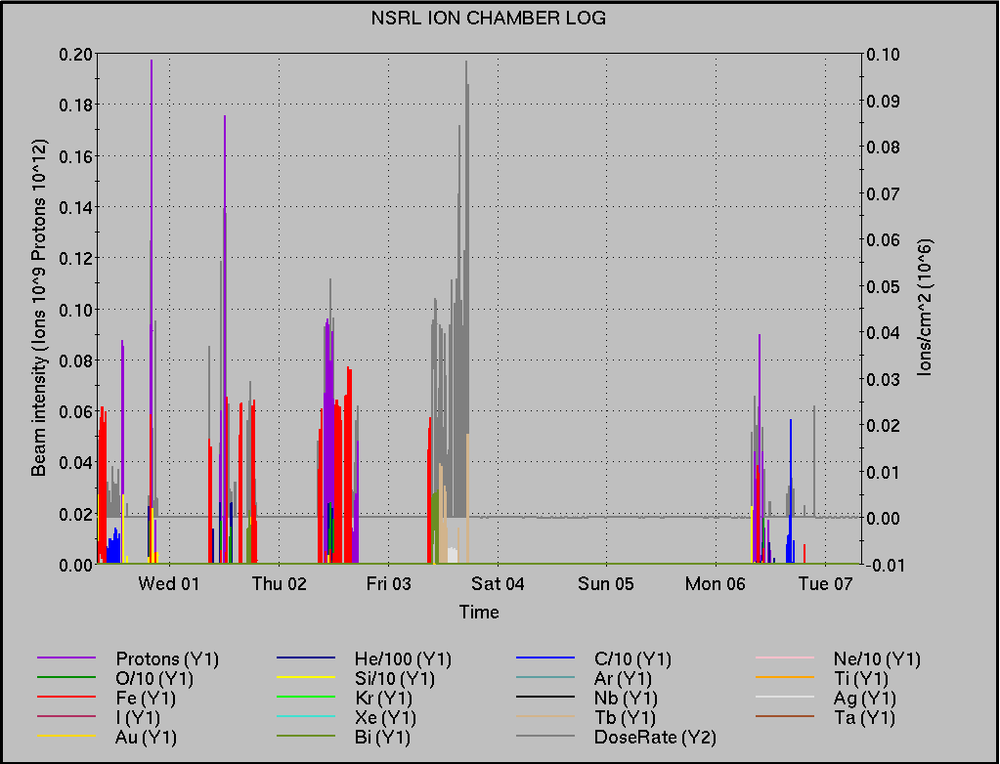 NSRL ION CHAMBER LOG
0.20
0.18
0.16
0.14
0.12
0.10
0.08
0.06
0.04
0.02
0.00
Beam intensity (Ions 10^9 Protons 10^12)
0.10
0.09
0.08
0.07
0.06
0.05
0.04
0.03
0.02
0.01
0.00
-0.01
Ions/cm^2 (10^6)
Wed 01 Thu 02 Fri 03 Sat 04 Sun 05 Mon 06 Tue 07
Time
Protons (Y1) He/100 (Y1) C/10 (Y1) Ne/10 (Y1)
O/10 (Y1) Si/10 (Y1) Ar (Y1) Ti (Y1)
Fe (Y1) Kr (Y1) Nb (Y1) Ag (Y1)
I (Y1) Xe (Y1) Tb (Y1) Ta (Y1)
Au (Y1) Bi (Y1) DoseRate (Y2)